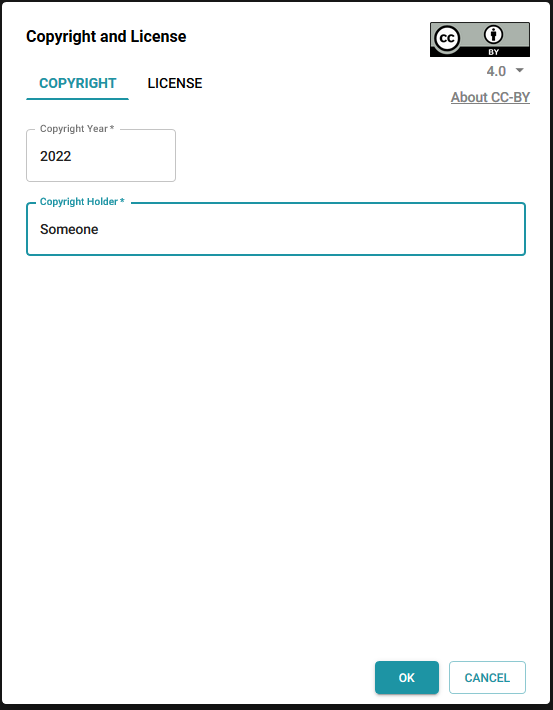 Copyright and License
CC
BY
4.0
About CC-BY
COPYRIGHT
LICENSE
Copyright Year *
2022
Copyright Holder *
Someone
OK
CANCEL